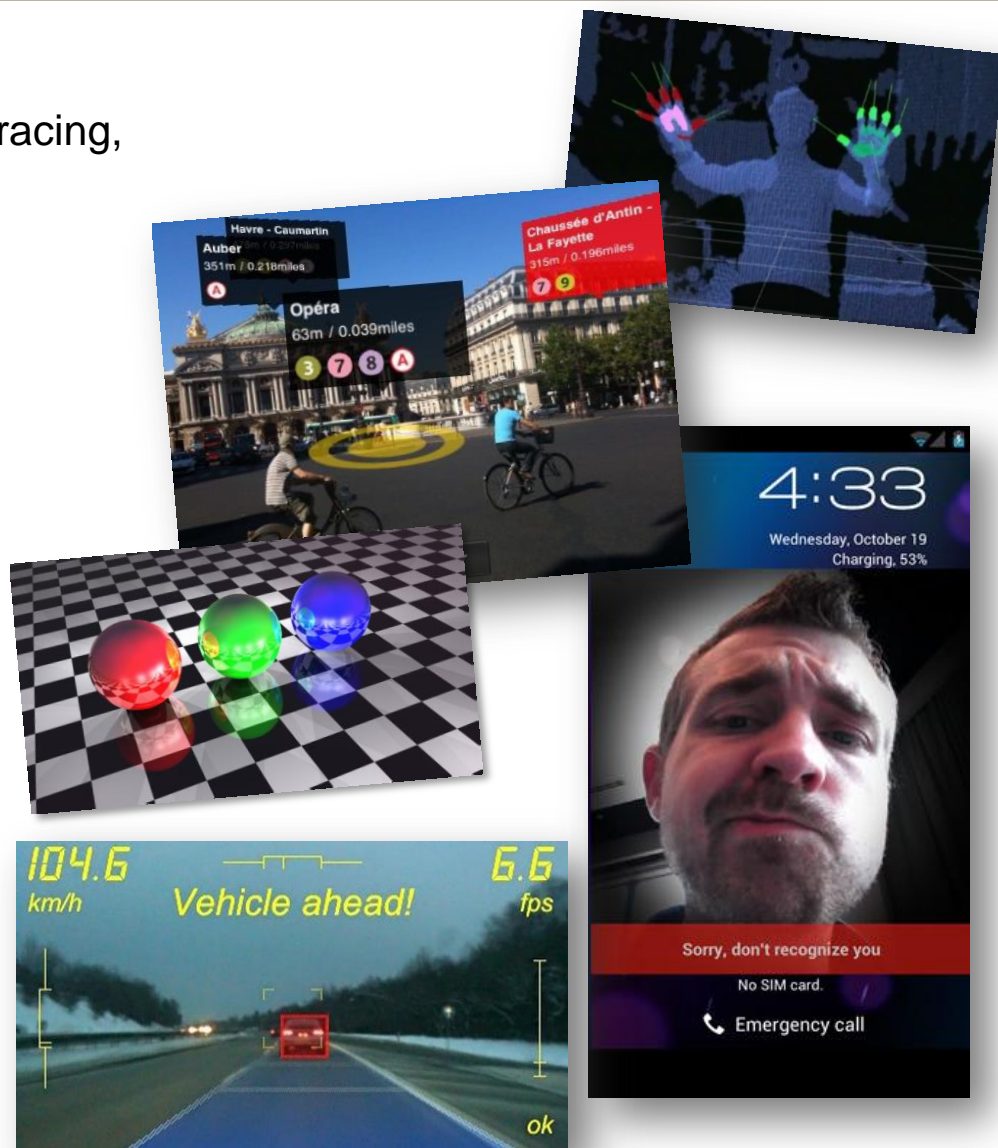 racing,
Havre - Caumartin
Auber
351m / 0.218miles
A
Chaussée d'Antin -
La Fayette
315m / 0.196miles
7 9
Opéra
63m / 0.039miles
3 7 8 A
4:33
Wednesday, October 19
Charging, 53%
104.6
km/h
Vehicle ahead!
6.6
fps
ok
Sorry, don't recognize you
No SIM card.
Emergency call